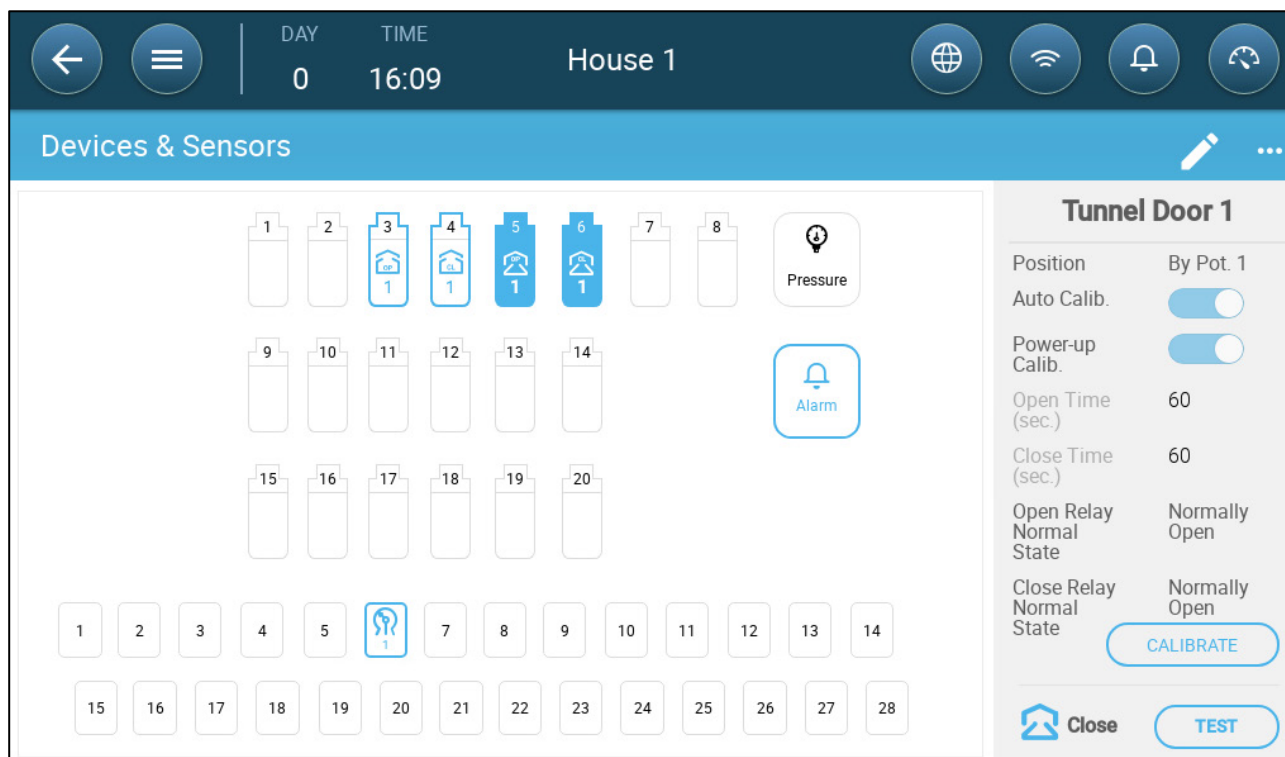 DAY TIME
0 16:09
House 1
Devices & Sensors
1 2 3 4 5 6 7 8
OP CL OP CL
1 1 1 1
Pressure
9 10 11 12 13 14
Alarm
15 16 17 18 19 20
1 2 3 4 5 1 7 8 9 10 11 12 13 14
15 16 17 18 19 20 21 22 23 24 25 26 27 28
Tunnel Door 1
Position By Pot. 1
Auto Calib.
Power-up
Calib.
Open Time 60
(sec.)
Close Time 60
(sec.)
Open Relay Normally
Normal Open
State
Close Relay Normally
Normal Open
State
CALIBRATE
Close TEST